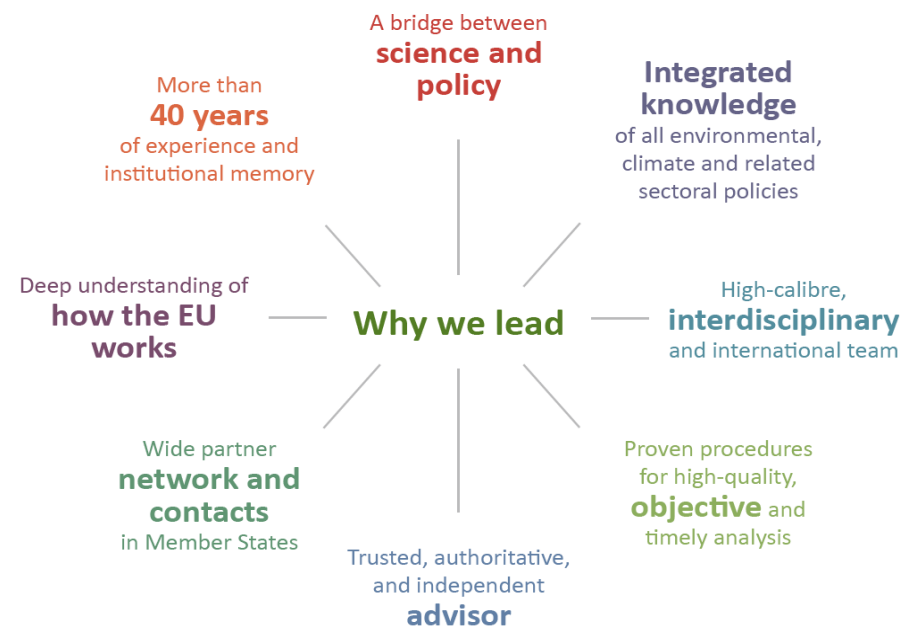 A bridge between
science and
policy
Integrated
knowledge
of all environmental,
climate and related
sectoral policies
High-calibre,
interdisciplinary
and international team
Proven procedures
for high-quality,
objective and
timely analysis
Trusted, authoritative,
and independent
advisor
Wide partner
network and
contacts
in Member States
Deep understanding of
how the EU
works
More than
40 years
of experience and
institutional memory
Why we lead